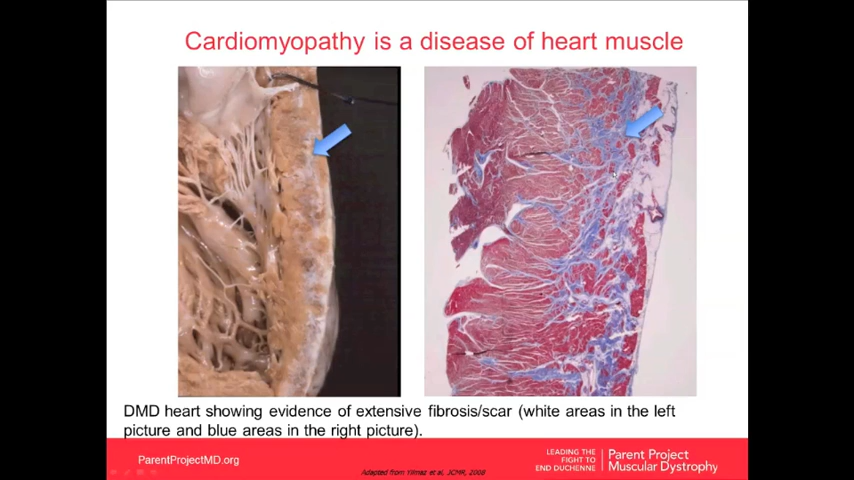 Cardiomyopathy is a disease of heart muscle
DMD heart showing evidence of extensive fibrosis/scar (white areas in the left
picture and blue areas in the right picture).
ParentProjectMD.org
Adapted from Yilmaz et al, JCMR, 2008
LEADING THE
FIGHT TO
END DUCHENNE
Parent Project
Muscular Dystrophy